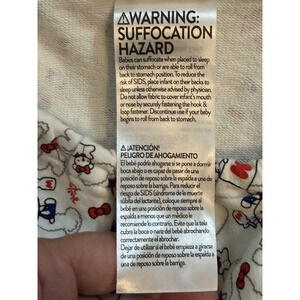 ⚠WARNING:
SUFFOCATION
HAZARD
Babies can suffocate when placed to sleep
on their stomach or are able to roll from
back to stomach position. To reduce the
risk of SIDS, place infant on their backs to
sleep unless otherwise advised by physician.
Do not allow fabric to cover infant's mouth
or nose by securely fastening the hook &
loop fastener. Discontinue use if your baby
begins to roll from back to stomach.
⚠¡ATENCIÓN!
PELIGRO DE AHOGAMIENTO
El bebé podría ahogarse si se pone a dormir
boca abajo o es capaz de pasar de una
posición de reposo sobre la espalda a una de
reposo sobre la barriga. Para reducir el riesgo
de SIDS (síndrome de la muerte
súbita del lactante), coloque siempre al
bebé en posición de reposo sobre la
espalda a menos que un médico le
recomiende lo contrario. Evite que la tela
cubra la boca o nariz del bebé abrochando
correctamente el abrochar.
Dejar de utilizar si el bebé empieza a girarse
de una posición de reposo sobre la espalda
a una de reposo sobre la barriga.